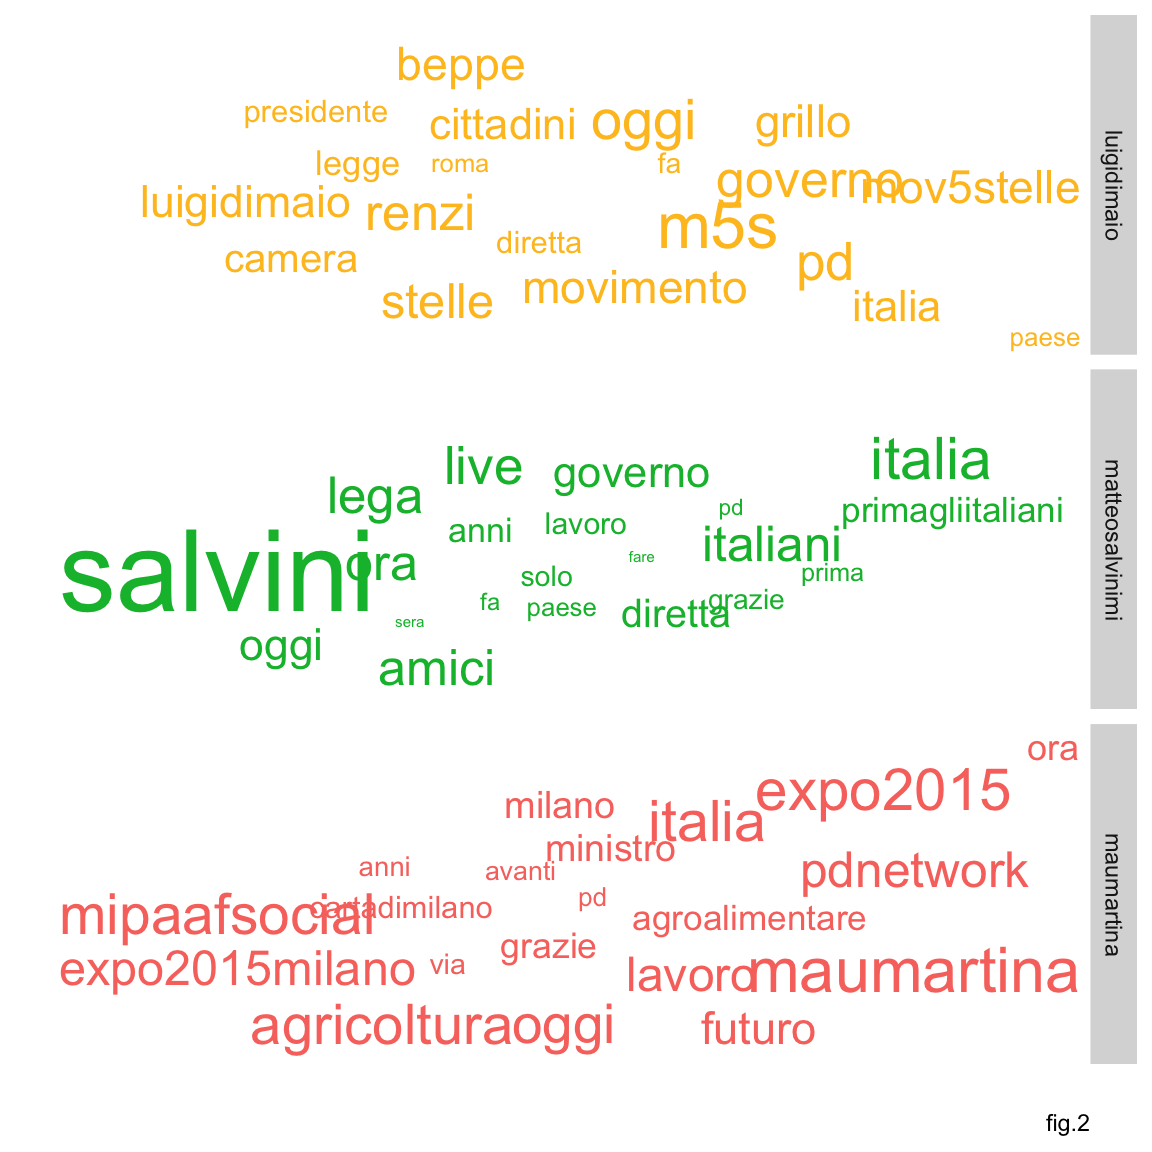 beppe
presidente
cittadini
oggi
grillo
legge
roma
fa
governo
mov5stelle
luigidimaio
renzi
m5s
camera
diretta
pd
stelle
movimento
italia
paese
luigidimaio
live
governo
italia
lega
pd
primagliitaliani
anni
lavoro
italiani
salvini
ora
fare
solo
prima
fa
paese
diretta
grazie
sera
oggi
amici
matteosalvinimi
ora
expo2015
milano
italia
ministro
anni
avanti
pdnetwork
mipaafsocial
cartadimilano
pd
agroalimentare
grazie
expo2015milano
via
lavoro
maumartina
agricoltura
oggi
futuro
maumartina
fig.2